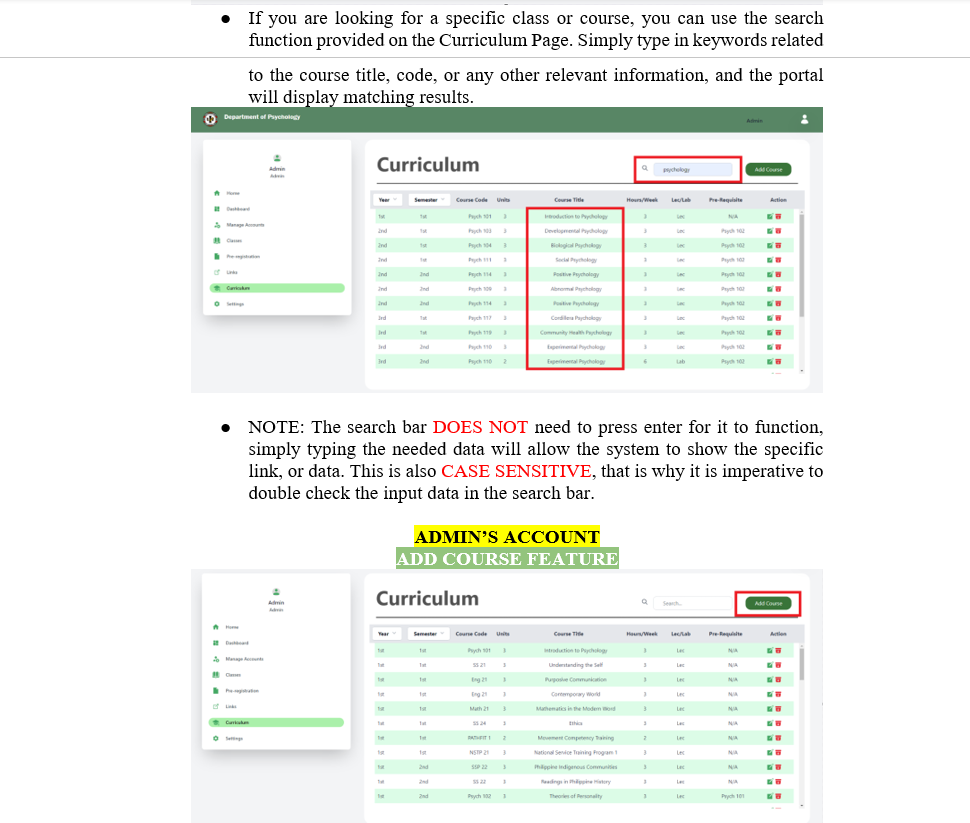 ● If you are looking for a specific class or course, you can use the search
function provided on the Curriculum Page. Simply type in keywords related
to the course title, code, or any other relevant information, and the portal
will display matching results.
Department of Psychology Admin
Admin
Admin
Home
Dashboard
Manage Accounts
Classes
Pre-registration
Links
Curriculum
Settings
Curriculum psychology Add Course
Year Semester Course Code Units Course Title Hours/Week Lec/Lab Pre-Requisite Action
1st 1st Psych 101 3 Introduction to Psychology 3 Lec N/A
2nd 1st Psych 103 3 Developmental Psychology 3 Lec Psych 102
2nd 1st Psych 104 3 Biological Psychology 3 Lec Psych 102
2nd 1st Psych 111 3 Social Psychology 3 Lec Psych 102
2nd 2nd Psych 114 3 Positive Psychology 3 Lec Psych 102
2nd 2nd Psych 109 3 Abnormal Psychology 3 Lec Psych 102
2nd 2nd Psych 114 3 Positive Psychology 3 Lec Psych 102
3rd 1st Psych 117 3 Cordillera Psychology 3 Lec Psych 102
3rd 1st Psych 119 3 Community Health Psychology 3 Lec Psych 102
3rd 2nd Psych 110 3 Experimental Psychology 3 Lec Psych 102
3rd 2nd Psych 110 2 Experimental Psychology 6 Lab Psych 102
● NOTE: The search bar DOES NOT need to press enter for it to function,
simply typing the needed data will allow the system to show the specific
link, or data. This is also CASE SENSITIVE, that is why it is imperative to
double check the input data in the search bar.
ADMIN’S ACCOUNT
ADD COURSE FEATURE
Admin
Admin
Home
Dashboard
Manage Accounts
Classes
Pre-registration
Links
Curriculum
Settings
Curriculum Search... Add Course
Year Semester Course Code Units Course Title Hours/Week Lec/Lab Pre-Requisite Action
1st 1st Psych 101 3 Introduction to Psychology 3 Lec N/A
1st 1st SS 21 3 Understanding the Self 3 Lec N/A
1st 1st Eng 21 3 Purposive Communication 3 Lec N/A
1st 1st Eng 21 3 Contemporary World 3 Lec N/A
1st 1st Math 21 3 Mathematics in the Modern Word 3 Lec N/A
1st 1st SS 24 3 Ethics 3 Lec N/A
1st 1st PATHFIT 1 2 Movement Competency Training 2 Lec N/A
1st 1st NSTP 21 3 National Service Training Program 1 3 Lec N/A
1st 2nd SSP 22 3 Philippine Indigenous Communities 3 Lec N/A
1st 2nd SS 22 3 Readings in Philippine History 3 Lec N/A
1st 2nd Psych 102 3 Theories of Personality 3 Lec Psych 101